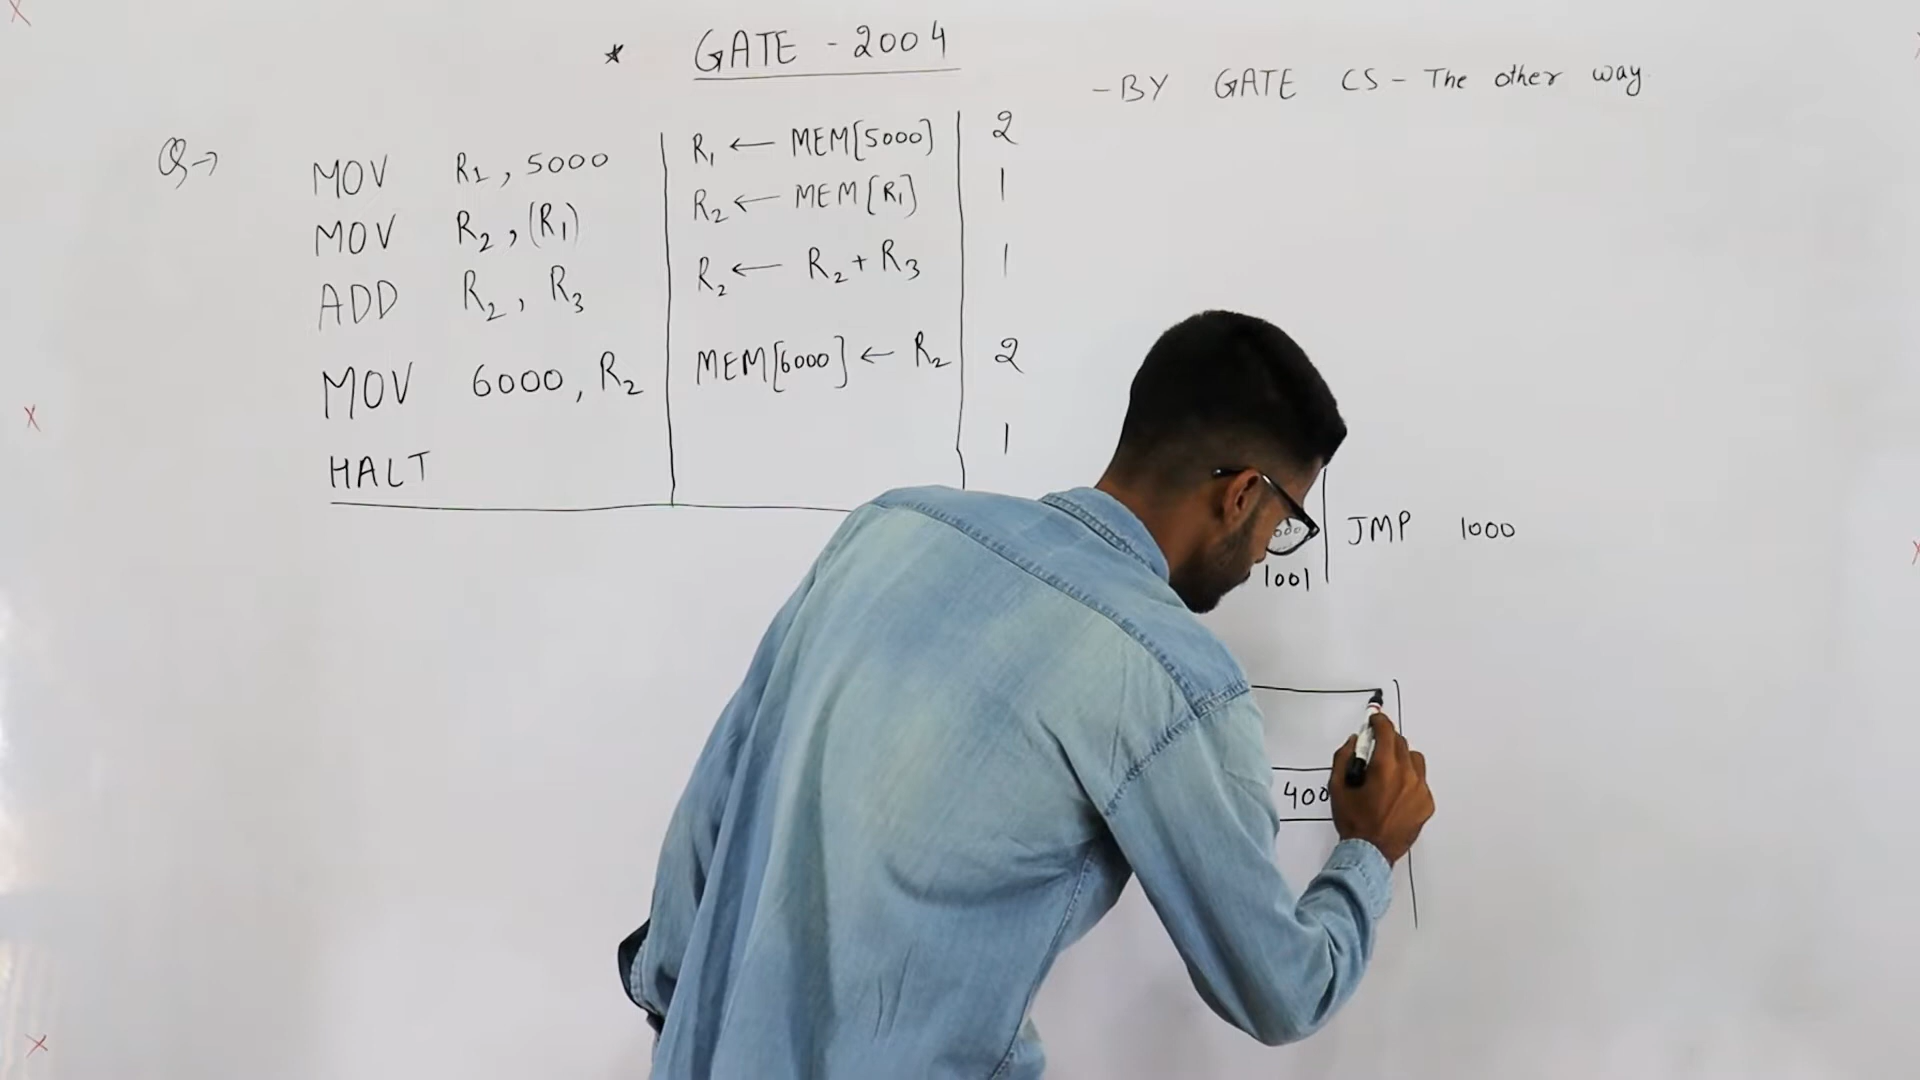 * GATE - 2004
- BY GATE CS - The other way
Q→
MOV R1, 5000 R1 ← MEM[5000] 2
MOV R2, (R1) R2 ← MEM[R1] 1
ADD R2, R3 R2 ← R2 + R3 1
MOV 6000, R2 MEM[6000] ← R2 2
HALT 1
JMP 1000
1001
400